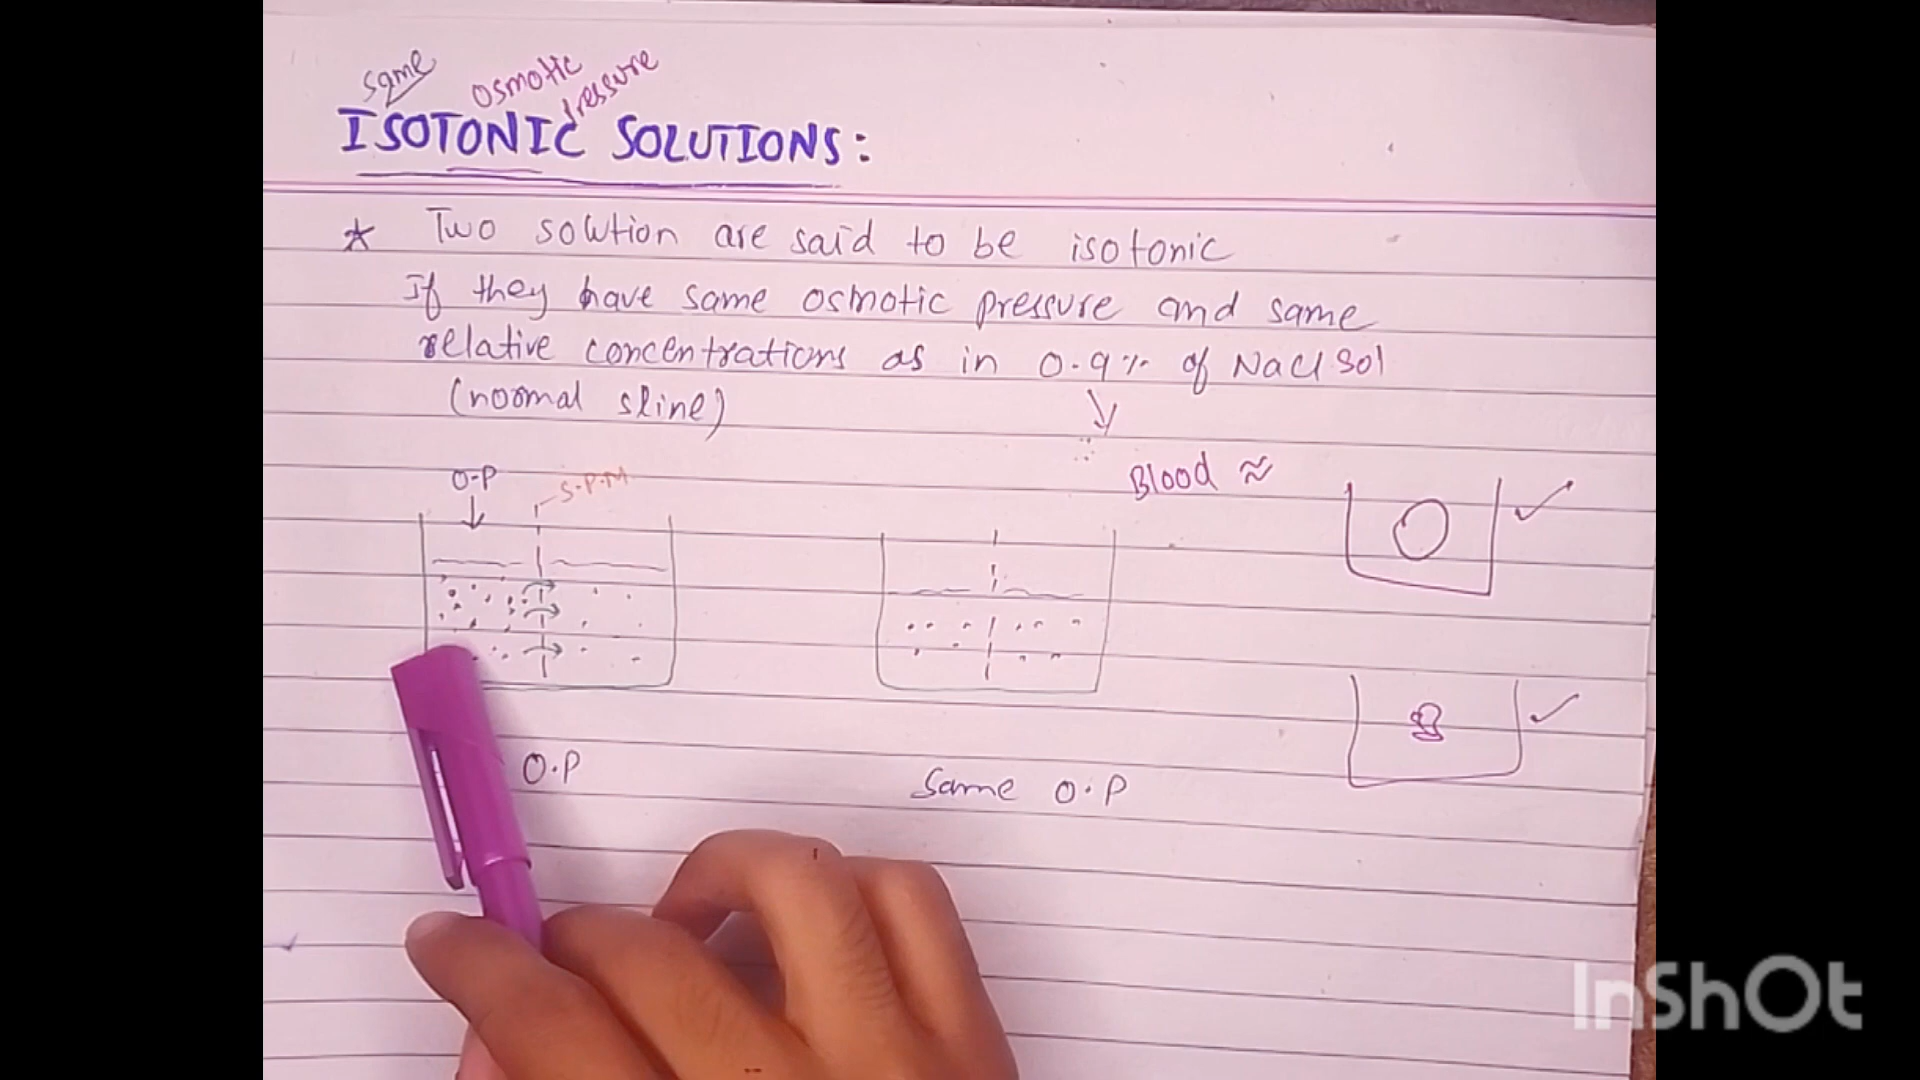 same osmotic pressure
ISOTONIC SOLUTIONS:
* Two solution are said to be isotonic
If they have same osmotic pressure and same
relative concentrations as in 0.9% of NaCl sol
(normal sline)
Blood ≈
O.P
S.P.M
O.P
Same O.P
InShOt